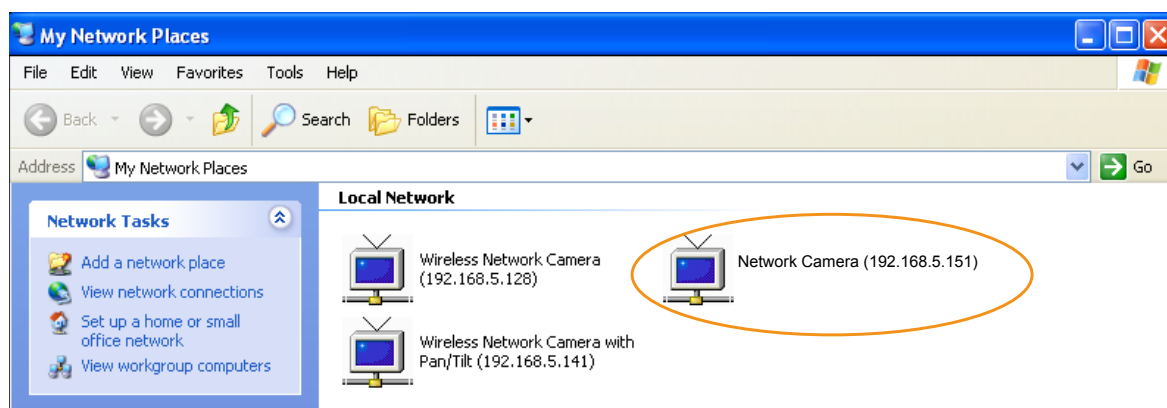 My Network Places
File Edit View Favorites Tools Help
Back Search Folders
Address My Network Places Go
Network Tasks
Add a network place
View network connections
Set up a home or small
office network
View workgroup computers
Local Network
Wireless Network Camera
(192.168.5.128)
Network Camera (192.168.5.151)
Wireless Network Camera with
Pan/Tilt (192.168.5.141)